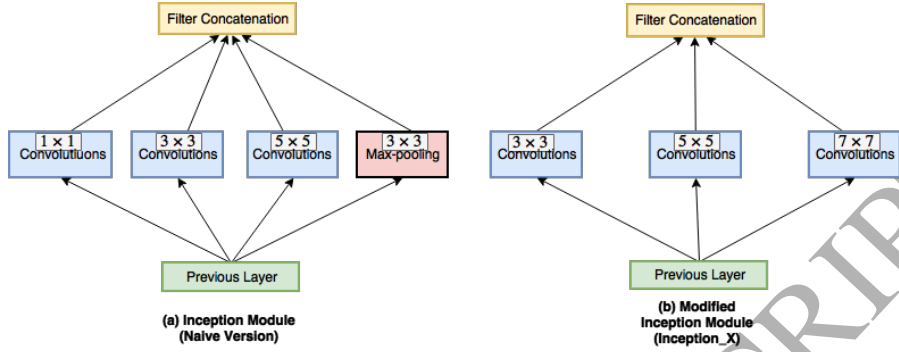 Filter Concatenation
1 × 1
Convolutiuons
3 × 3
Convolutions
5 × 5
Convolutions
3 × 3
Max-pooling
Previous Layer
(a) Inception Module
(Naive Version)
Filter Concatenation
3 × 3
Convolutions
5 × 5
Convolutions
7 × 7
Convolutions
Previous Layer
(b) Modified
Inception Module
(Inception_X)
CRIP